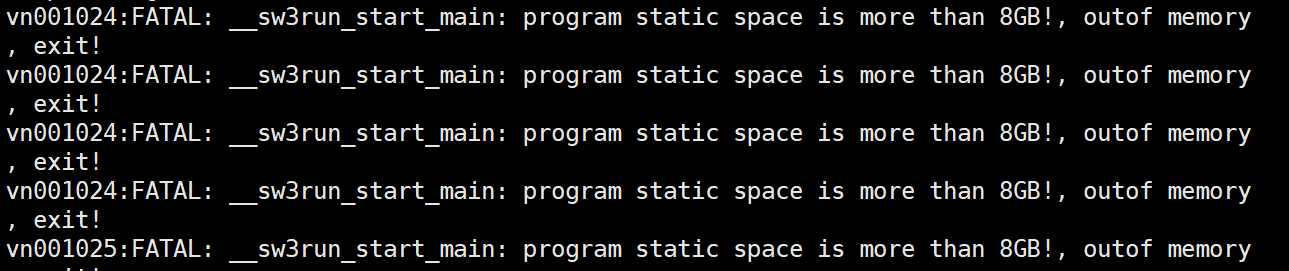 vn001024:FATAL: __sw3run_start_main: program static space is more than 8GB!, outof memory
, exit!
vn001024:FATAL: __sw3run_start_main: program static space is more than 8GB!, outof memory
, exit!
vn001024:FATAL: __sw3run_start_main: program static space is more than 8GB!, outof memory
, exit!
vn001024:FATAL: __sw3run_start_main: program static space is more than 8GB!, outof memory
, exit!
vn001025:FATAL: __sw3run_start_main: program static space is more than 8GB!, outof memory